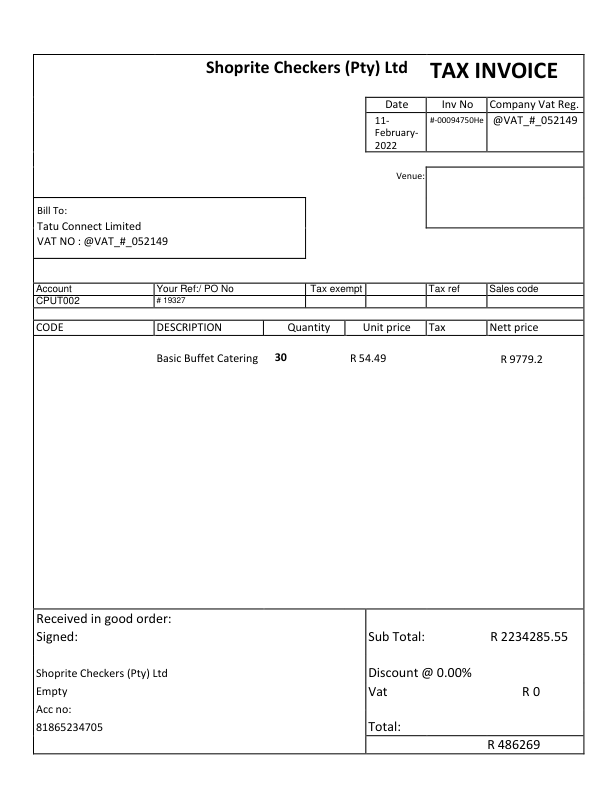 Shoprite Checkers (Pty) Ltd TAX INVOICE
Date Inv No Company Vat Reg.
11-
February-
2022
#-00094750He @VAT_#_052149
Venue:
Bill To:
Tatu Connect Limited
VAT NO : @VAT_#_052149
Account Your Ref:/ PO No Tax exempt Tax ref Sales code
CPUT002 # 19327
CODE DESCRIPTION Quantity Unit price Tax Nett price
Basic Buffet Catering 30 R 54.49 R 9779.2
Received in good order:
Signed: Sub Total: R 2234285.55
Shoprite Checkers (Pty) Ltd Discount @ 0.00%
Empty Vat R 0
Acc no:
81865234705 Total:
R 486269